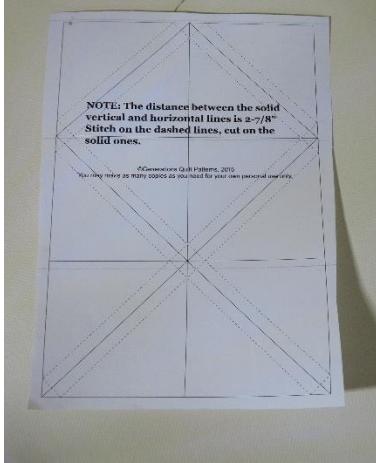 NOTE: The distance between the solid
vertical and horizontal lines is 2-7/8"
Stitch on the dashed lines, cut on the
solid ones.
©Generations Quilt Patterns, 2015
You may make as many copies as you need for your own personal use only.